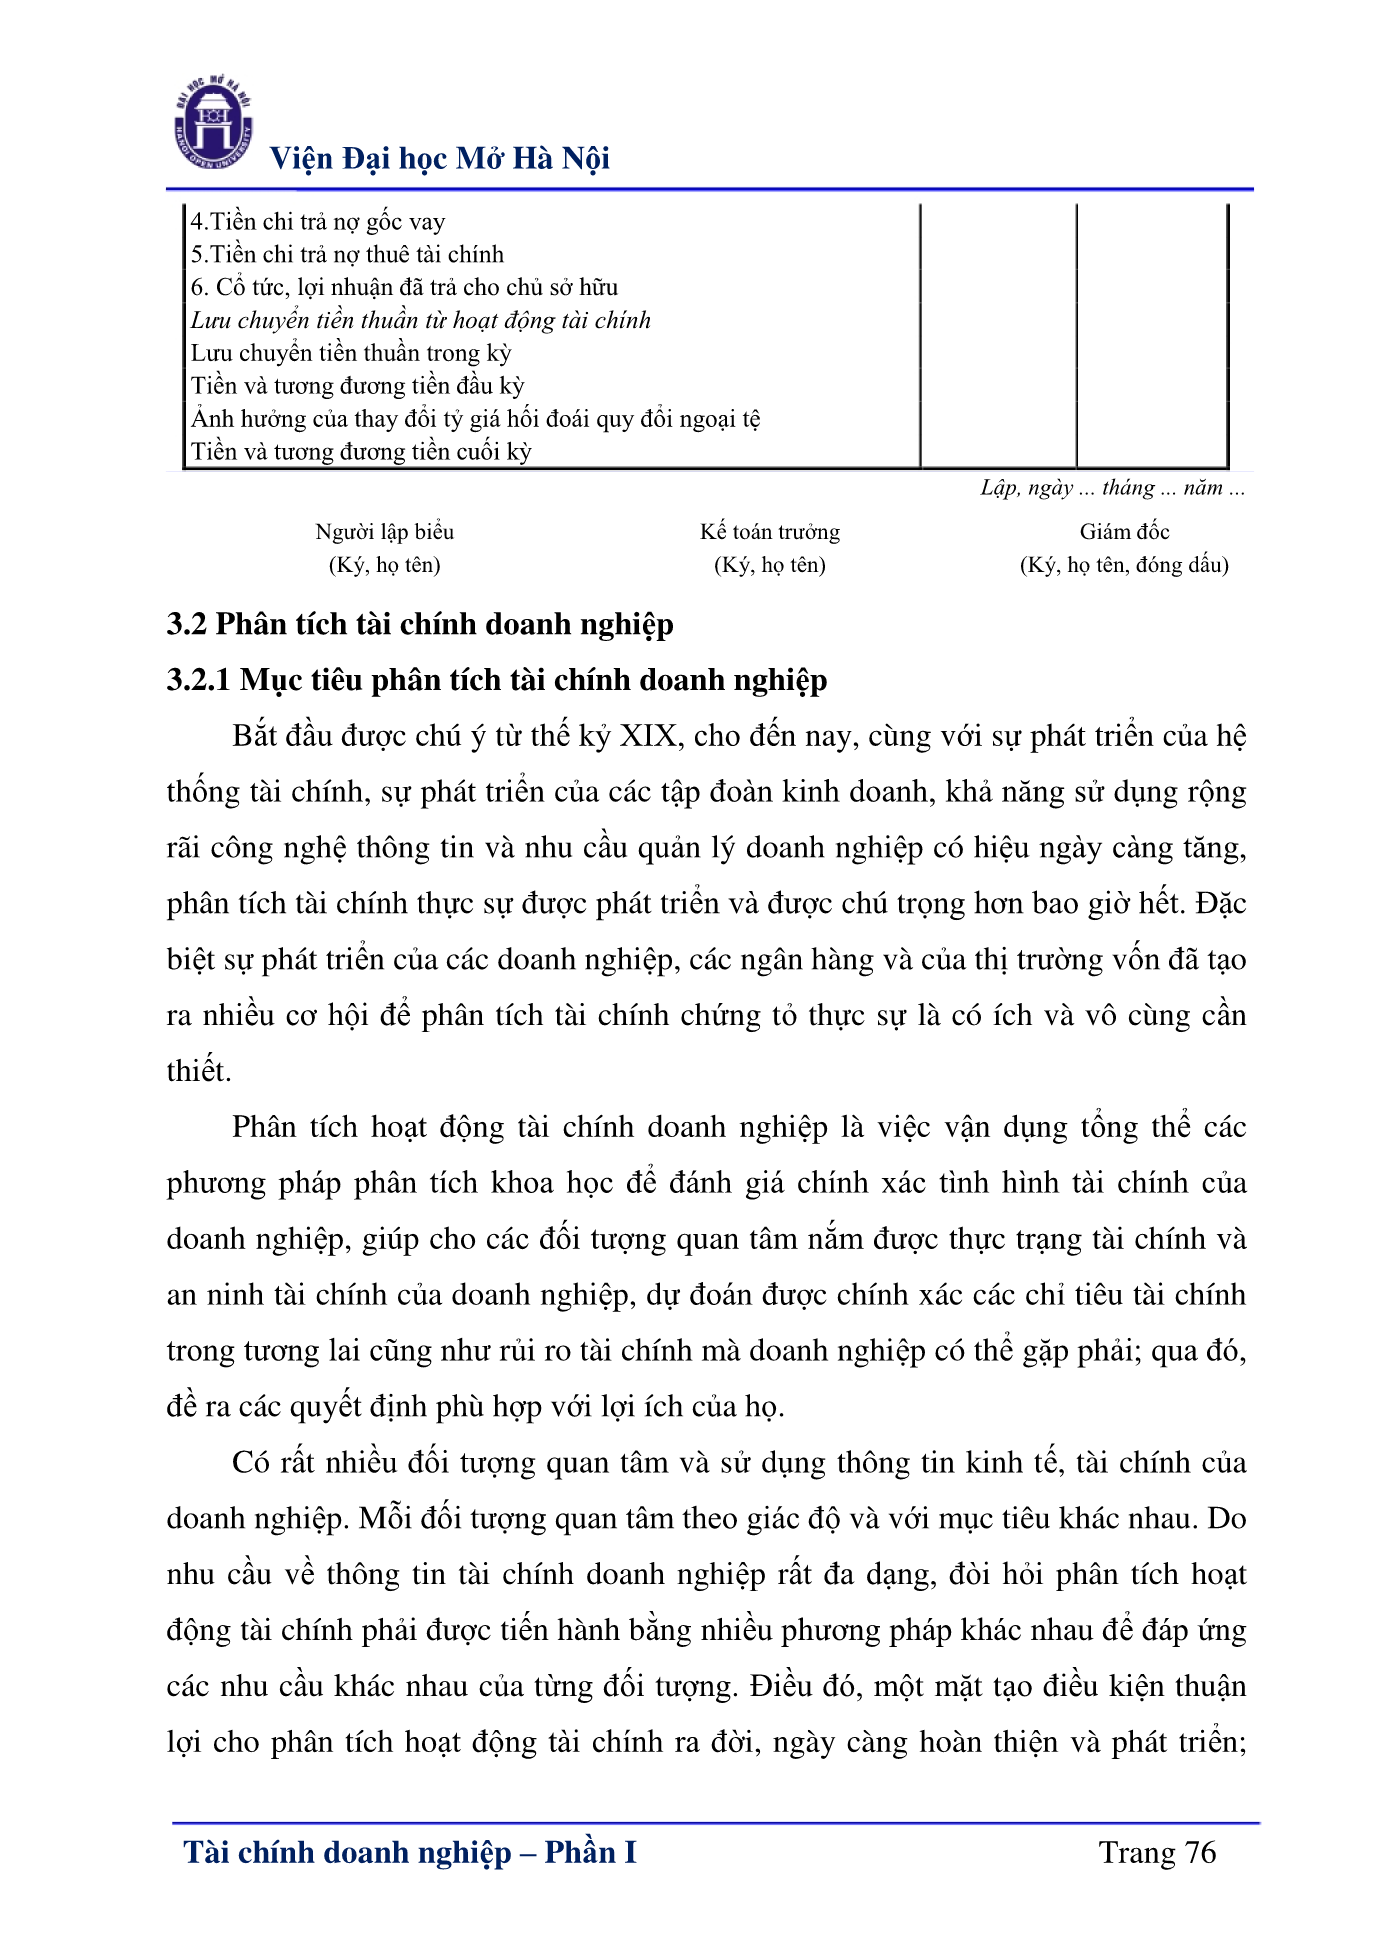 ĐẠI HỌC MỞ HÀ NỘI
HANOI OPEN UNIVERSITY
Viện Đại học Mở Hà Nội
4.Tiền chi trả nợ gốc vay
5.Tiền chi trả nợ thuê tài chính
6. Cổ tức, lợi nhuận đã trả cho chủ sở hữu
Lưu chuyển tiền thuần từ hoạt động tài chính
Lưu chuyển tiền thuần trong kỳ
Tiền và tương đương tiền đầu kỳ
Ảnh hưởng của thay đổi tỷ giá hối đoái quy đổi ngoại tệ
Tiền và tương đương tiền cuối kỳ
Lập, ngày ... tháng ... năm ...
Người lập biểu Kế toán trưởng Giám đốc
(Ký, họ tên) (Ký, họ tên) (Ký, họ tên, đóng dấu)
3.2 Phân tích tài chính doanh nghiệp
3.2.1 Mục tiêu phân tích tài chính doanh nghiệp
Bắt đầu được chú ý từ thế kỷ XIX, cho đến nay, cùng với sự phát triển của hệ
thống tài chính, sự phát triển của các tập đoàn kinh doanh, khả năng sử dụng rộng
rãi công nghệ thông tin và nhu cầu quản lý doanh nghiệp có hiệu ngày càng tăng,
phân tích tài chính thực sự được phát triển và được chú trọng hơn bao giờ hết. Đặc
biệt sự phát triển của các doanh nghiệp, các ngân hàng và của thị trường vốn đã tạo
ra nhiều cơ hội để phân tích tài chính chứng tỏ thực sự là có ích và vô cùng cần
thiết.
Phân tích hoạt động tài chính doanh nghiệp là việc vận dụng tổng thể các
phương pháp phân tích khoa học để đánh giá chính xác tình hình tài chính của
doanh nghiệp, giúp cho các đối tượng quan tâm nắm được thực trạng tài chính và
an ninh tài chính của doanh nghiệp, dự đoán được chính xác các chỉ tiêu tài chính
trong tương lai cũng như rủi ro tài chính mà doanh nghiệp có thể gặp phải; qua đó,
đề ra các quyết định phù hợp với lợi ích của họ.
Có rất nhiều đối tượng quan tâm và sử dụng thông tin kinh tế, tài chính của
doanh nghiệp. Mỗi đối tượng quan tâm theo giác độ và với mục tiêu khác nhau. Do
nhu cầu về thông tin tài chính doanh nghiệp rất đa dạng, đòi hỏi phân tích hoạt
động tài chính phải được tiến hành bằng nhiều phương pháp khác nhau để đáp ứng
các nhu cầu khác nhau của từng đối tượng. Điều đó, một mặt tạo điều kiện thuận
lợi cho phân tích hoạt động tài chính ra đời, ngày càng hoàn thiện và phát triển;
Tài chính doanh nghiệp – Phần I Trang 76